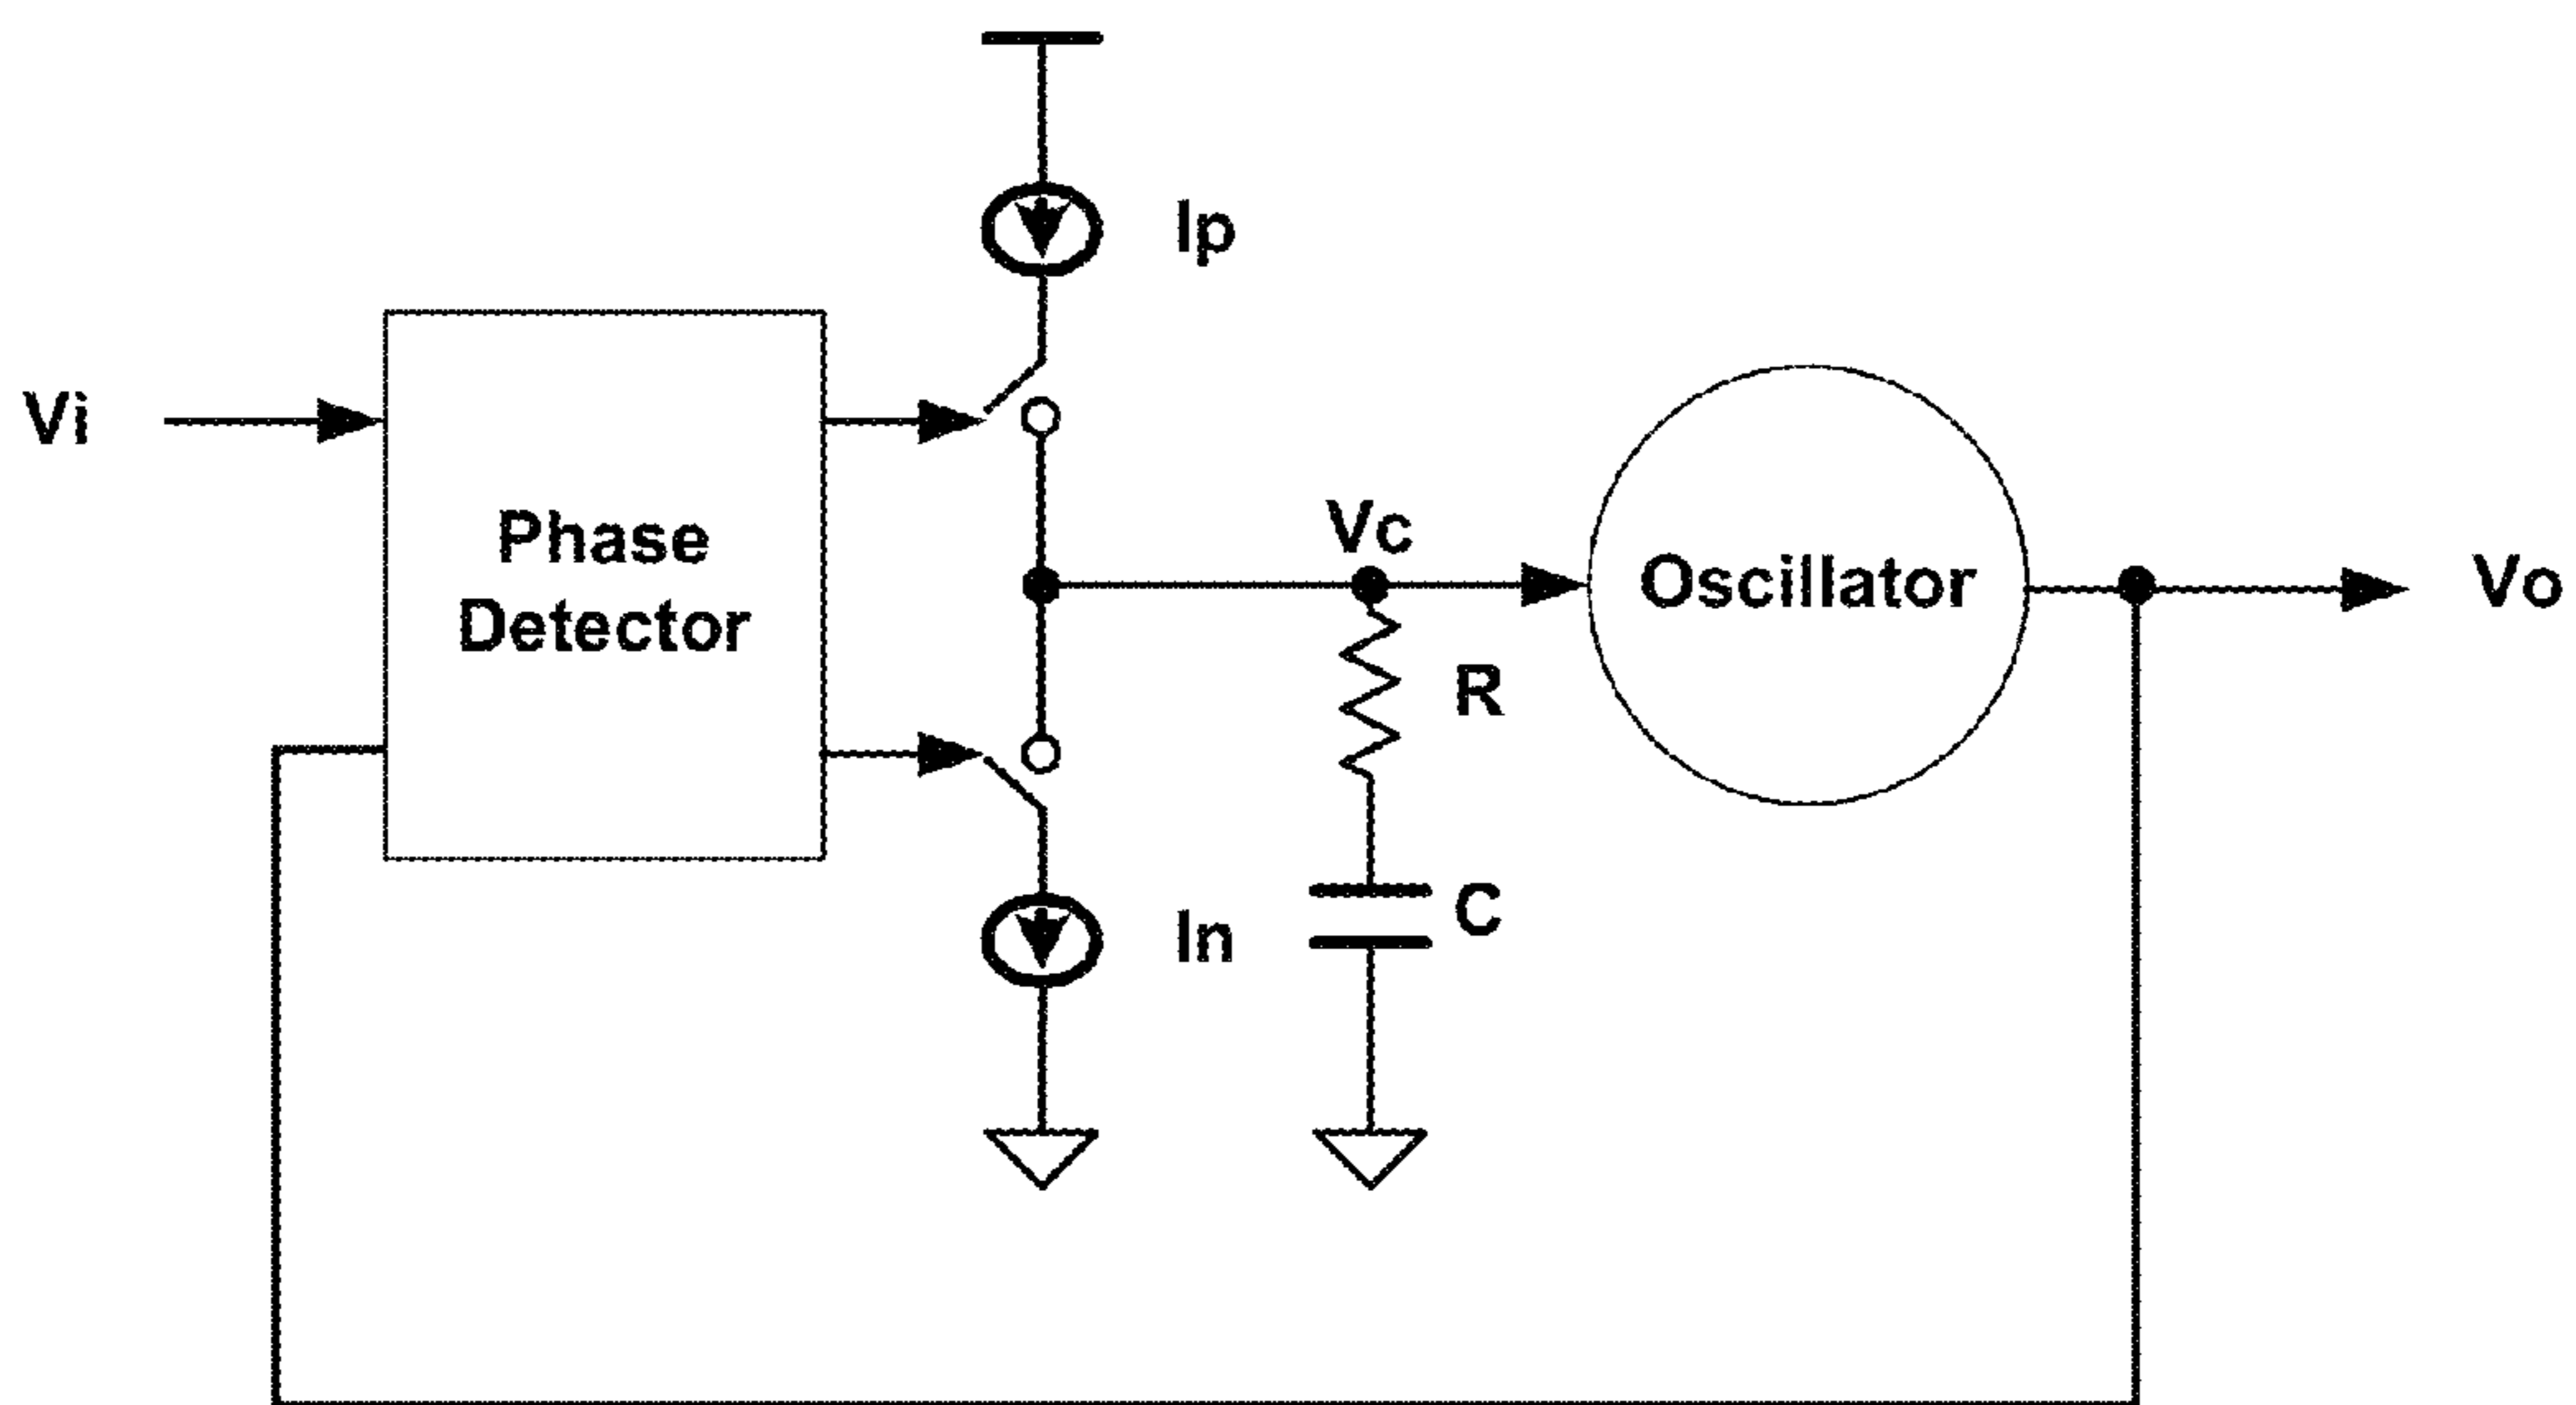 Ip
Vi
Phase
Detector
Vc
Oscillator
Vo
R
C
In